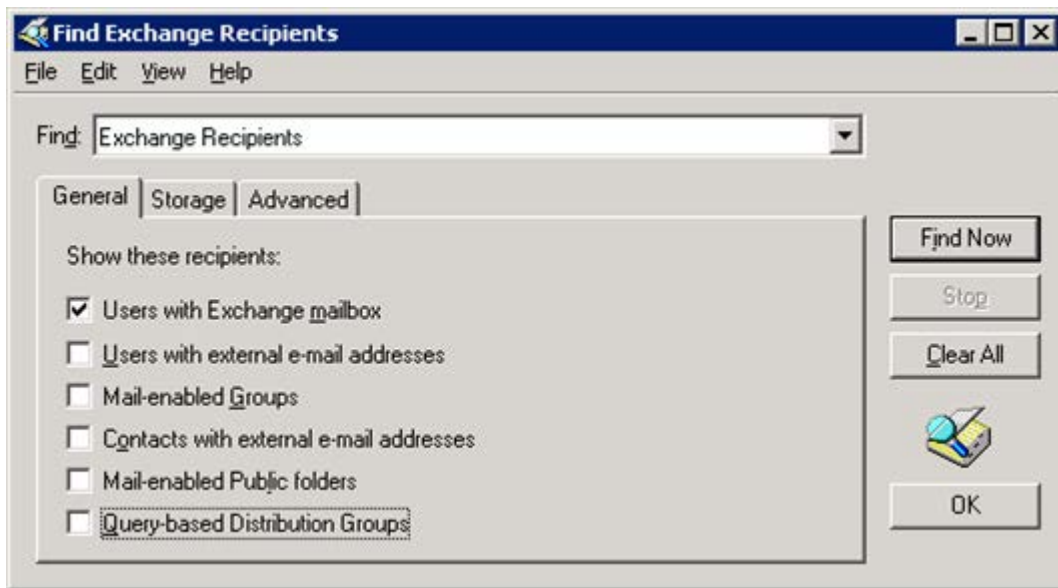 Find Exchange Recipients
File Edit View Help
Find: Exchange Recipients
General Storage Advanced
Show these recipients:
Users with Exchange mailbox
Users with external e-mail addresses
Mail-enabled Groups
Contacts with external e-mail addresses
Mail-enabled Public folders
Query-based Distribution Groups
Find Now
Stop
Clear All
OK